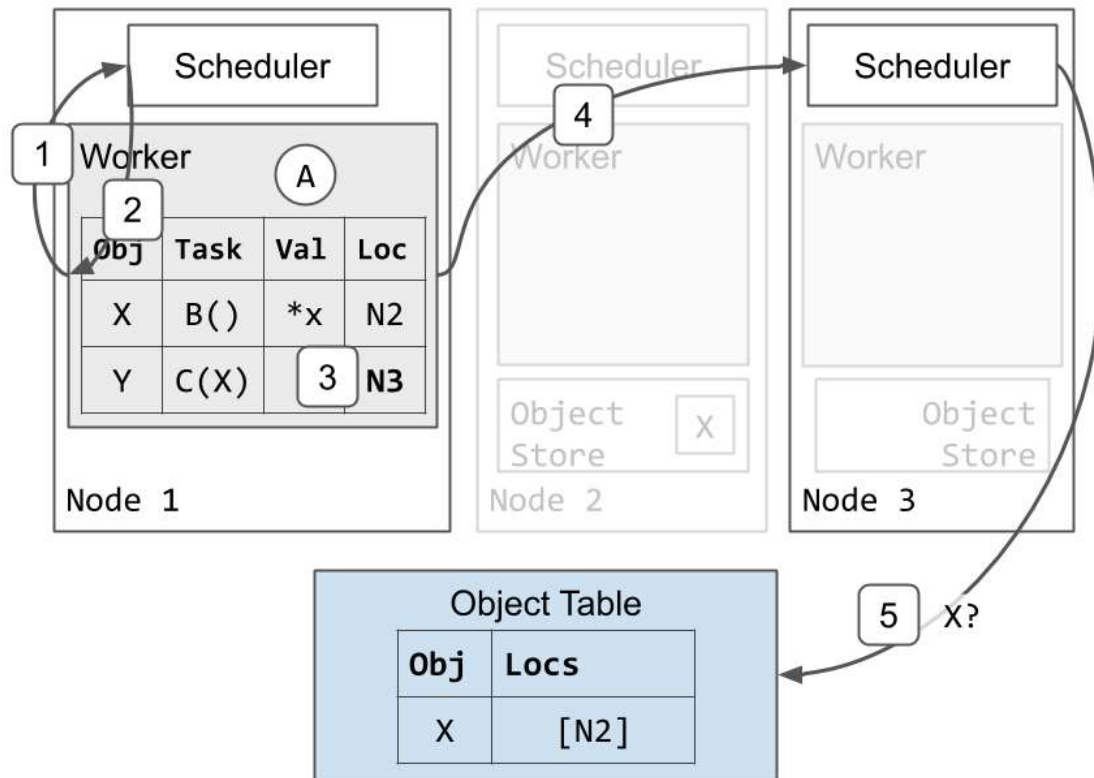 Scheduler
1
Worker
A
2
Obj Task Val Loc
X B() *x N2
Y C(X) 3 N3
Node 1
Scheduler
4
Worker
Object
Store
X
Node 2
Scheduler
Worker
Object
Store
Node 3
5 X?
Object Table
Obj Locs
X [N2]